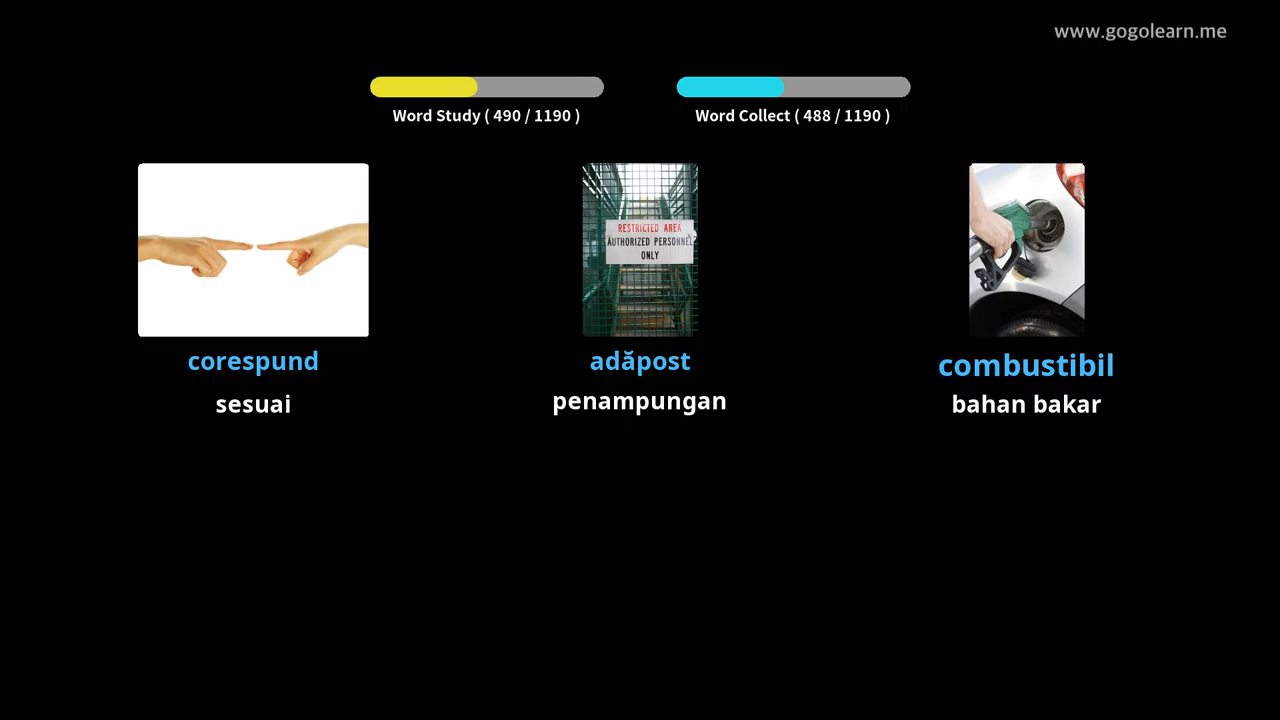 www.gogolearn.me
Word Study ( 490 / 1190 )
Word Collect ( 488 / 1190 )
RESTRICTED AREA
AUTHORIZED PERSONNEL
ONLY
corespund
adăpost
combustibil
sesuai
penampungan
bahan bakar